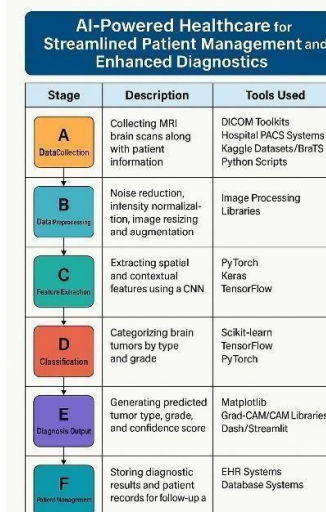 AI-Powered Healthcare for
Streamlined Patient Management and
Enhanced Diagnostics
Stage
Description
Tools Used
A
DataCollection
Collecting MRI
brain scans along
with patient
information
DICOM Toolkits
Hospital PACS Systems
Kaggle Datasets/BraTS
Python Scripts
B
Data Preprocessing
Noise reduction,
intensity normaliza-
tion, image resizing
and augmentation
Image Processing
Libraries
C
Feature Extraction
Extracting spatial
and contextual
features using a CNN
PyTorch
Keras
TensorFlow
D
Classification
Categorizing brain
tumors by type
and grade
Scikit-learn
TensorFlow
PyTorch
E
Diagnosis Output
Generating predicted
tumor type, grade,
and confidence score
Matplotlib
Grad-CAM/CAM Libraries
Dash/Streamlit
F
Patient Management
Storing diagnostic
results and patient
records for follow-up a
EHR Systems
Database Systems